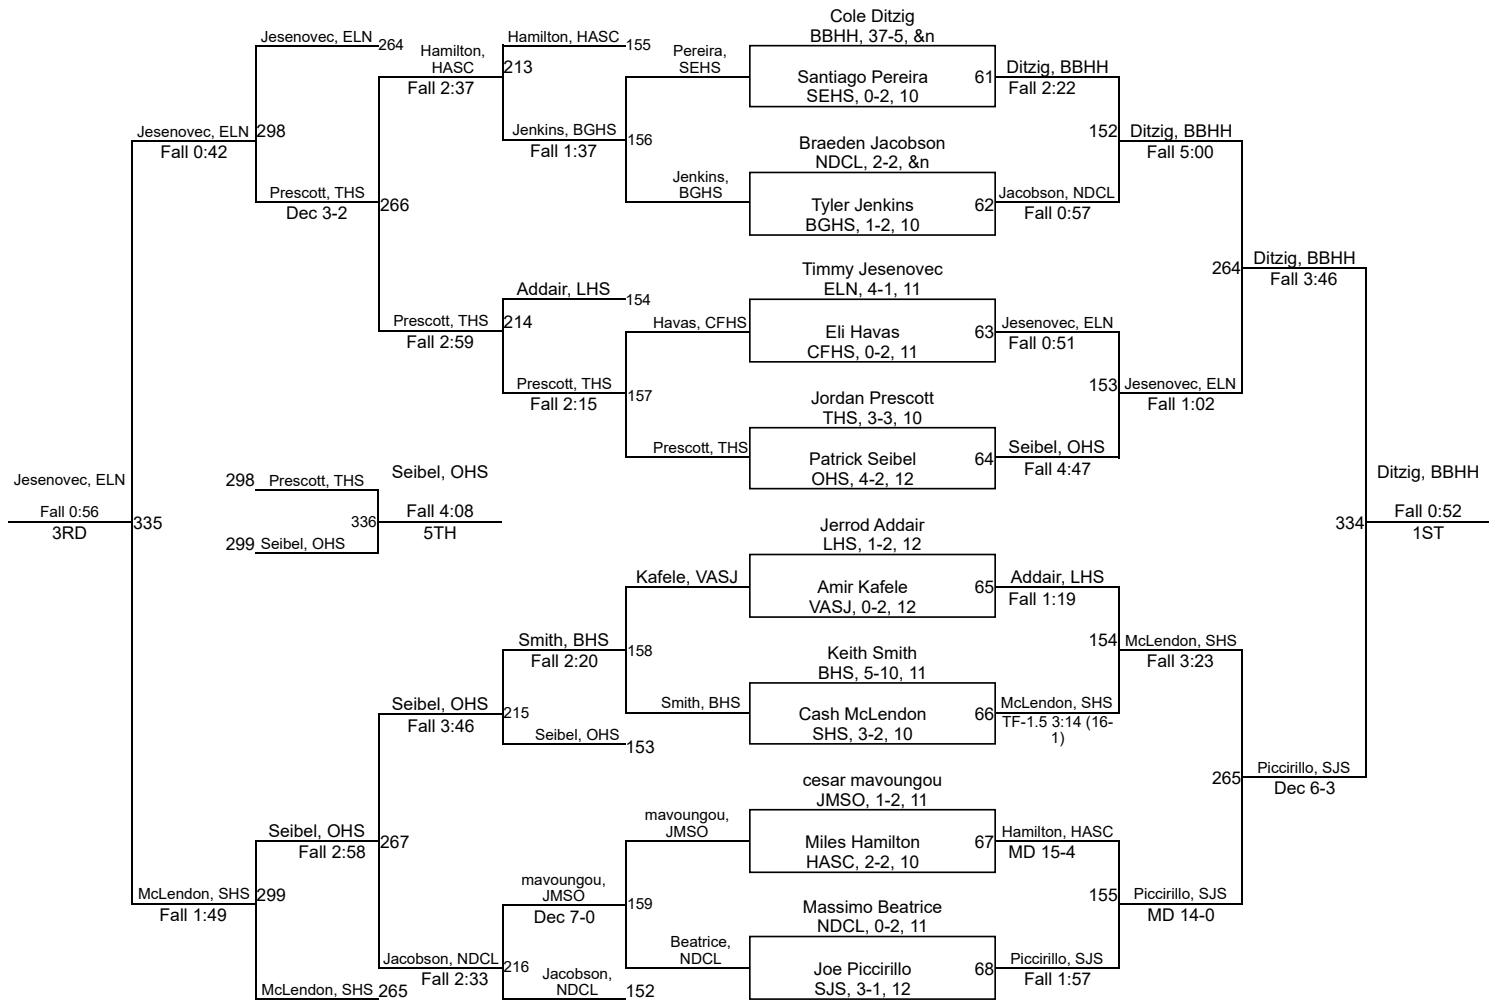 Cole Ditzig
BBHH, 37-5, &n
Santiago Pereira
SEHS, 0-2, 10
61
Braeden Jacobson
NDCL, 2-2, &n
Tyler Jenkins
BGHS, 1-2, 10
62
Timmy Jesenovec
ELN, 4-1, 11
Eli Havas
CFHS, 0-2, 11
63
Jordan Prescott
THS, 3-3, 10
Patrick Seibel
OHS, 4-2, 12
64
Jerrod Addair
LHS, 1-2, 12
Amir Kafele
VASJ, 0-2, 12
65
Keith Smith
BHS, 5-10, 11
Cash McLendon
SHS, 3-2, 10
66
cesar mavoungou
JMSO, 1-2, 11
Miles Hamilton
HASC, 2-2, 10
67
Massimo Beatrice
NDCL, 0-2, 11
Joe Piccirillo
SJS, 3-1, 12
68
Ditzig, BBHH
Fall 2:22
152
Jacobson, NDCL
Fall 0:57
Jesenovec, ELN
Fall 0:51
153
Seibel, OHS
Fall 4:47
Addair, LHS
Fall 1:19
154
McLendon, SHS
TF-1.5 3:14 (16-
1)
Hamilton, HASC
MD 15-4
155
Piccirillo, SJS
Fall 1:57
Ditzig, BBHH
Fall 5:00
264
Jesenovec, ELN
Fall 1:02
McLendon, SHS
Fall 3:23
265
Piccirillo, SJS
MD 14-0
Ditzig, BBHH
Fall 3:46
334
Piccirillo, SJS
Dec 6-3
Ditzig, BBHH
Fall 0:52
1ST
Pereira,
SEHS
156
Jenkins,
BGHS
Havas, CFHS
157
Prescott, THS
Kafele, VASJ
158
Smith, BHS
mavoungou,
JMSO
159
Beatrice,
NDCL
Hamilton, HASC
155
213
Jenkins, BGHS
Fall 1:37
Addair, LHS
154
214
Prescott, THS
Fall 2:15
Smith, BHS
Fall 2:20
215
Seibel, OHS
153
mavoungou,
JMSO
Dec 7-0
216
Jacobson,
NDCL
152
Hamilton,
HASC
Fall 2:37
266
Prescott, THS
Fall 2:59
Seibel, OHS
Fall 3:46
267
Jacobson, NDCL
Fall 2:33
Jesenovec, ELN
264
298
Prescott, THS
Dec 3-2
Seibel, OHS
Fall 2:58
299
McLendon, SHS
265
Jesenovec, ELN
Fall 0:42
335
McLendon, SHS
Fall 1:49
Jesenovec, ELN
Fall 0:56
3RD
298
Prescott, THS
336
299
Seibel, OHS
Seibel, OHS
Fall 4:08
5TH